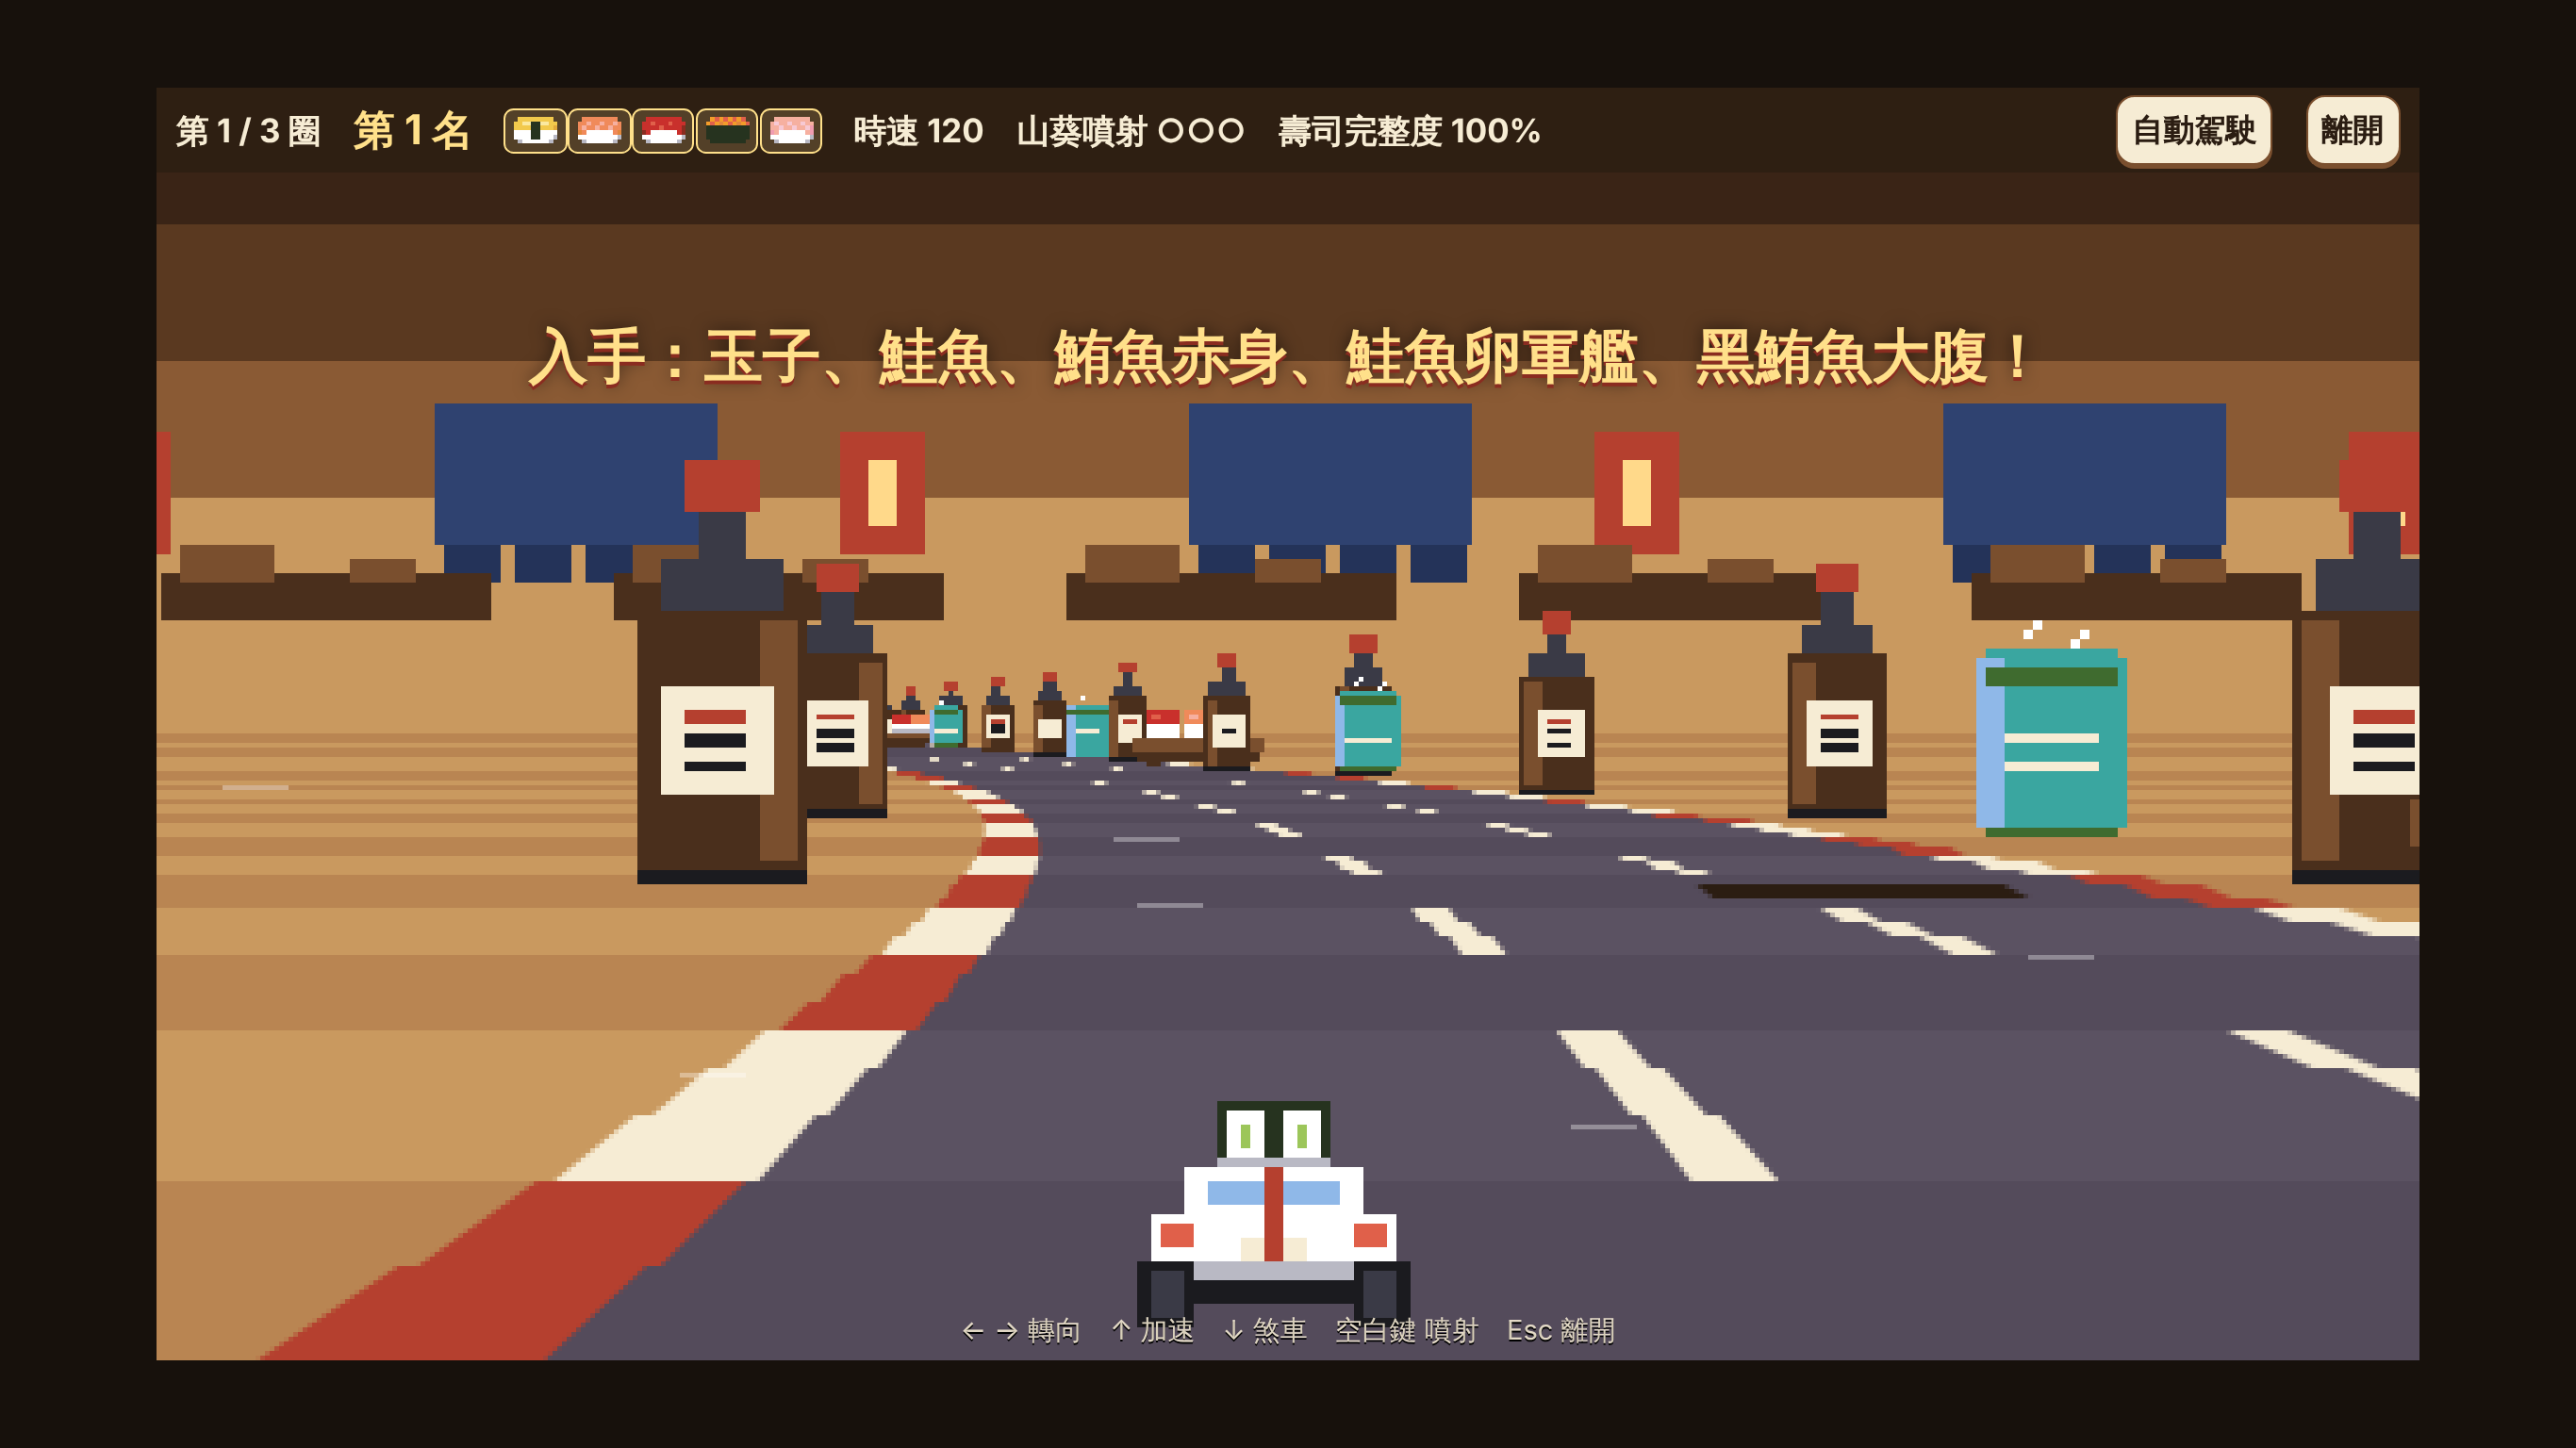 第 1 / 3 圈 第 1 名 時速 120 山葵噴射 ○○○ 壽司完整度 100% 自動駕駛 離開
入手：玉子、鮭魚、鮪魚赤身、鮭魚卵軍艦、黑鮪魚大腹！
← → 轉向 ↑ 加速 ↓ 煞車 空白鍵 噴射 Esc 離開